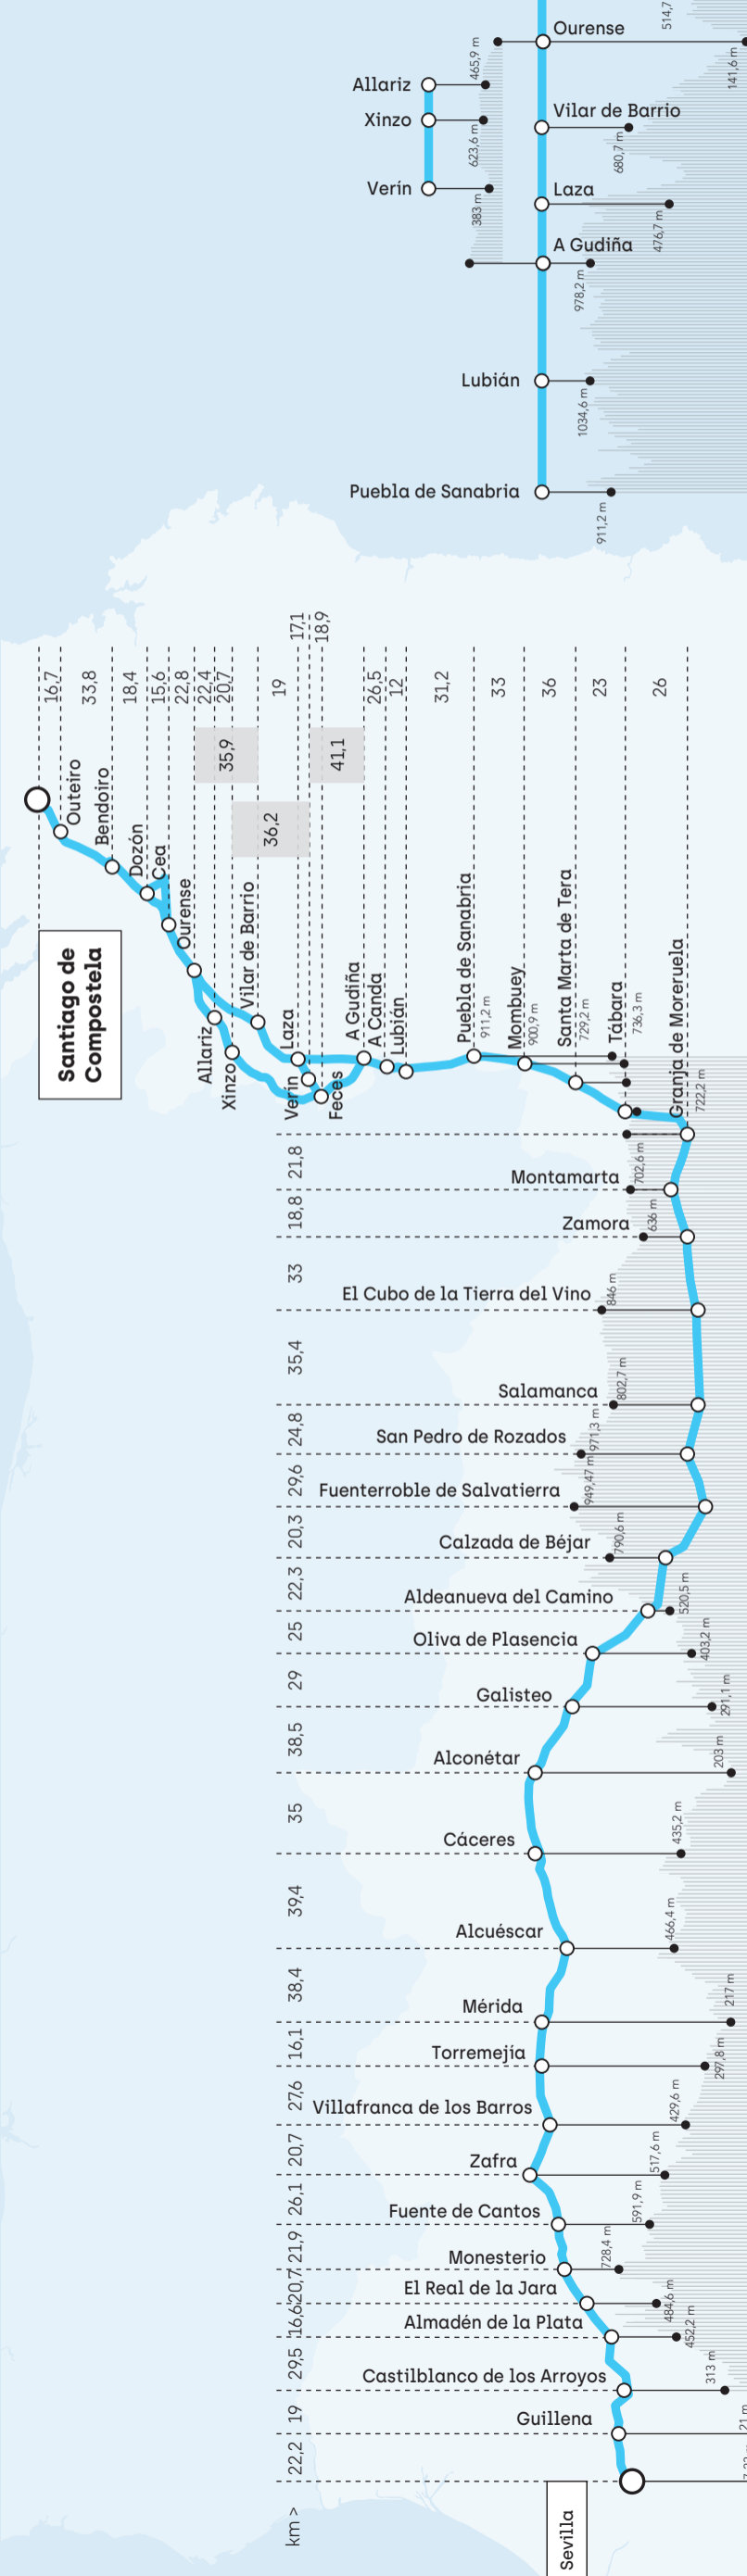 Ourense
514,7
141,6 m
465,9 m
Allariz
Vilar de Barrio
Xinzo
623,6 m
680,7 m
Verín
383 m
Laza
476,7 m
A Gudiña
978,2 m
Lubián
1034,6 m
Puebla de Sanabria
911,2 m
16,7
33,8
18,4
15,6
22,8
22,4
20,7
19
17,1
18,9
26,5
12
31,2
33
36
23
26
35,9
41,1
36,2
Santiago de
Compostela
Outeiro
Bendoiro
Dozón
Cea
Ourense
Vilar de Barrio
Allariz
Xinzo
Laza
Verín
Feces
A Gudiña
A Canda
Lubián
Puebla de Sanabria
911,2 m
Mombuey
900,9 m
Santa Marta de Tera
729,2 m
Tábara
736,3 m
Granja de Moreruela
722,2 m
21,8
Montamarta
702,6 m
18,8
Zamora
636 m
33
El Cubo de la Tierra del Vino
846 m
35,4
Salamanca
802,7 m
24,8
San Pedro de Rozados
971,3 m
29,6
Fuenterroble de Salvatierra
949,47 m
20,3
Calzada de Béjar
790,6 m
22,3
Aldeanueva del Camino
520,5 m
25
Oliva de Plasencia
403,2 m
29
Galisteo
291,1 m
38,5
Alconétar
203 m
35
Cáceres
435,2 m
39,4
Alcuéscar
466,4 m
38,4
Mérida
217 m
16,1
Torremejía
297,8 m
27,6
Villafranca de los Barros
429,6 m
20,7
Zafra
517,6 m
26,1
Fuente de Cantos
591,9 m
21,9
Monesterio
728,4 m
20,7
El Real de la Jara
484,6 m
16,6
Almadén de la Plata
452,2 m
29,5
Castilblanco de los Arroyos
313 m
19
Guillena
21 m
22,2
km >
Sevilla